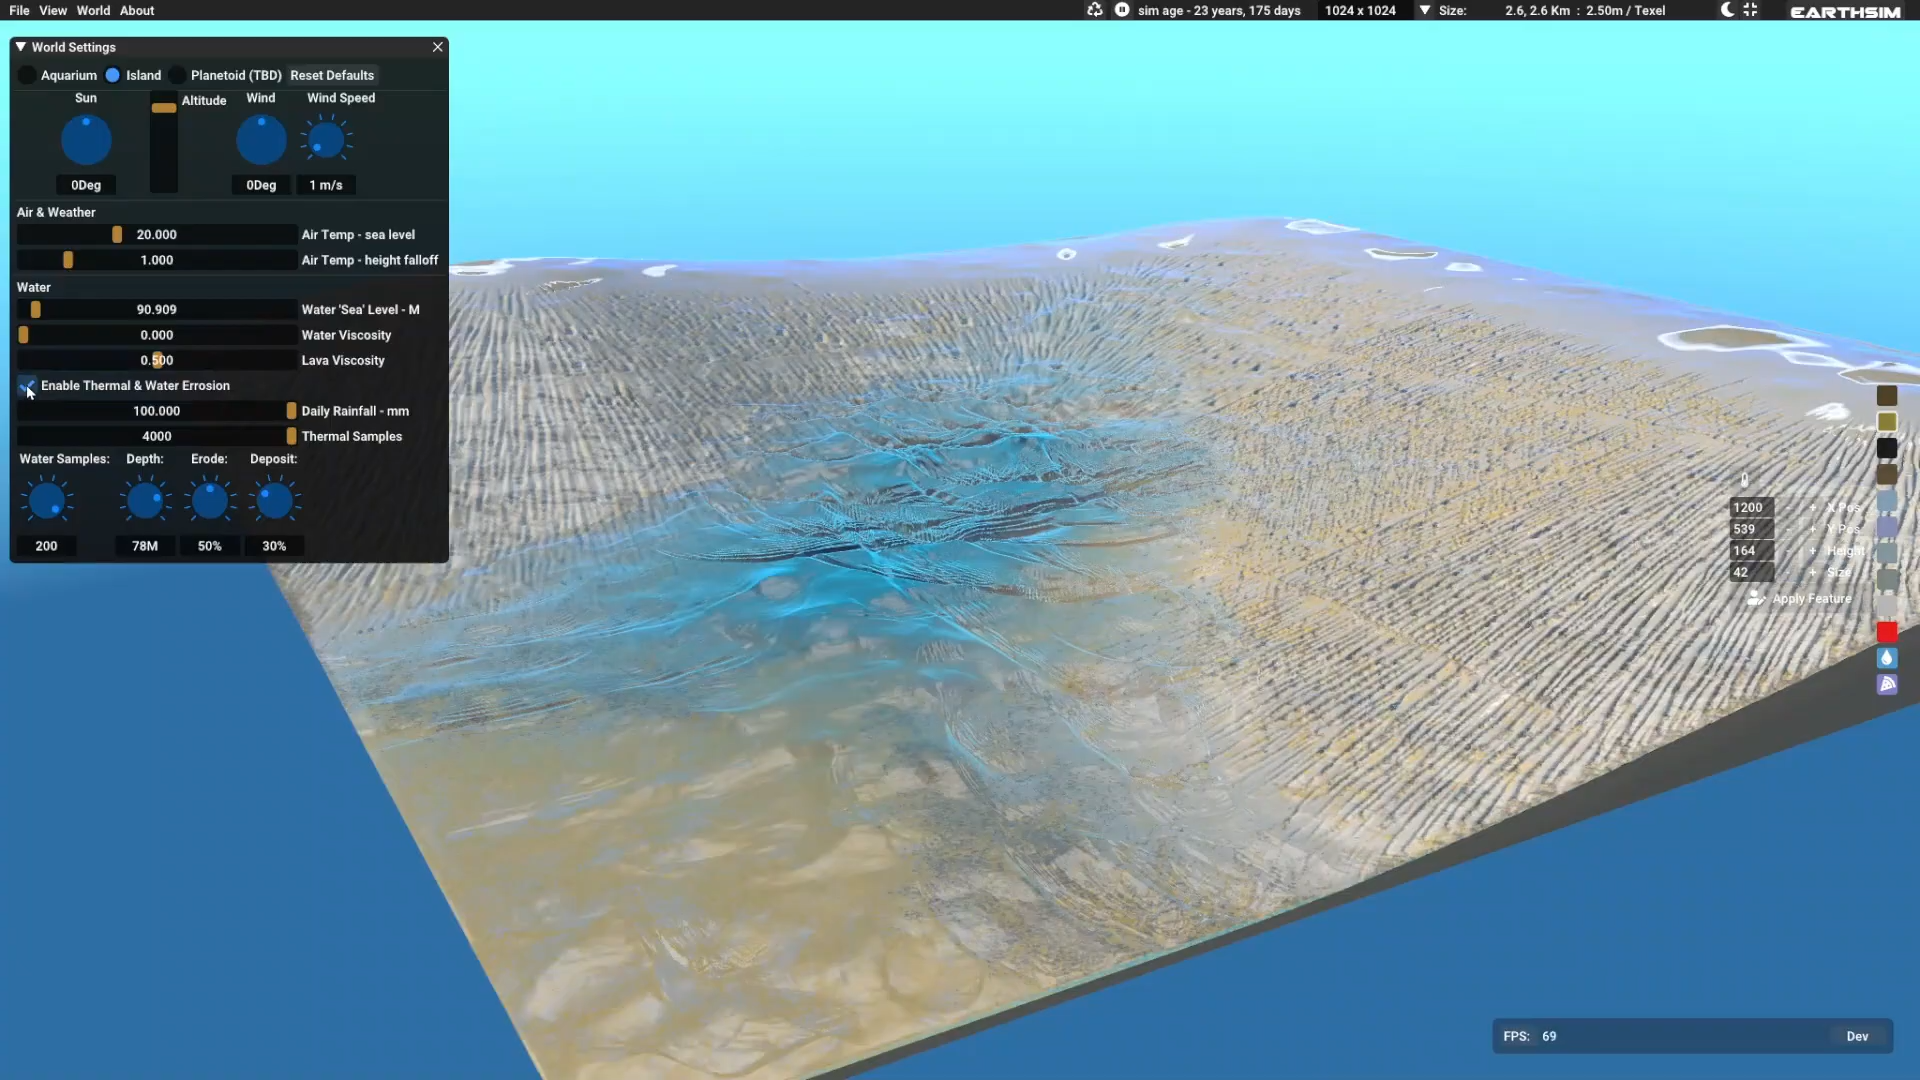 File View World About
sim age - 23 years, 175 days 1024 x 1024 Size: 2.6, 2.6 Km : 2.50m / Texel EARTHSIM
World Settings
Aquarium Island Planetoid (TBD) Reset Defaults
Sun Altitude Wind Wind Speed
0Deg 0Deg 1 m/s
Air & Weather
20.000 Air Temp - sea level
1.000 Air Temp - height falloff
Water
90.909 Water 'Sea' Level - M
0.000 Water Viscosity
0.500 Lava Viscosity
Enable Thermal & Water Errosion
100.000 Daily Rainfall - mm
4000 Thermal Samples
Water Samples: Depth: Erode: Deposit:
200 78M 50% 30%
1200 - + X Pos
539 - + Y Pos
164 - + Height
42 - + Size
Apply Feature
FPS: 69 Dev